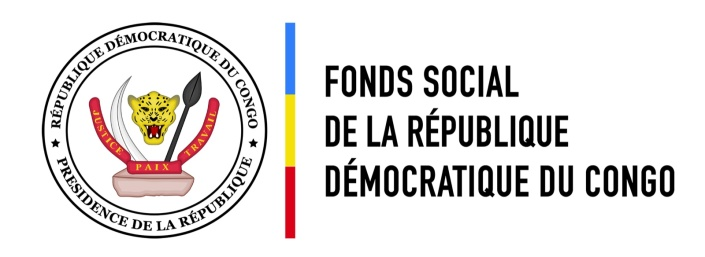 RÉPUBLIQUE DÉMOCRATIQUE DU CONGO
★ PRESIDENCE DE LA RÉPUBLIQUE ★
JUSTICE
PAIX
TRAVAIL
FONDS SOCIAL
DE LA RÉPUBLIQUE
DÉMOCRATIQUE DU CONGO